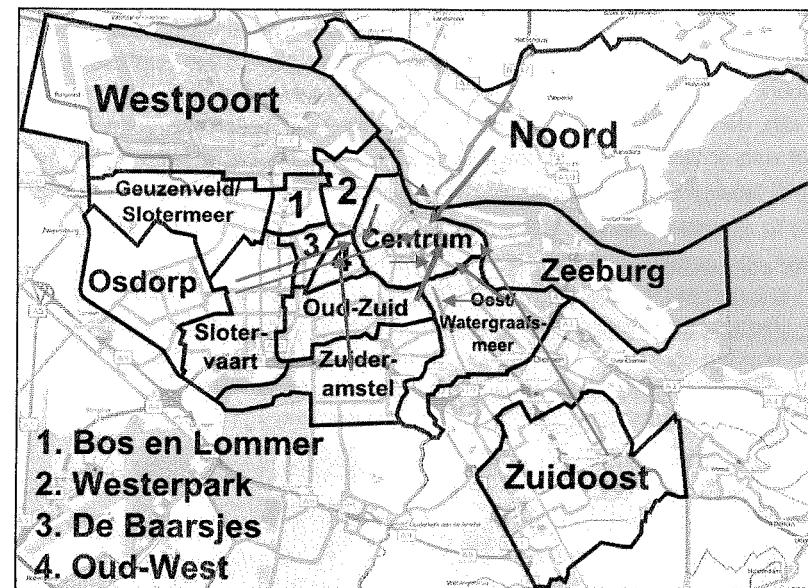 Westpoort
Noord
Geuzenveld/
Slotermeer
1
2
3
4
Centrum
Osdorp
Zeeburg
Oud-Zuid
Oost/
Watergraafs-
meer
Sloter-
vaart
Zuider-
amstel
Zuidoost
1. Bos en Lommer
2. Westerpark
3. De Baarsjes
4. Oud-West